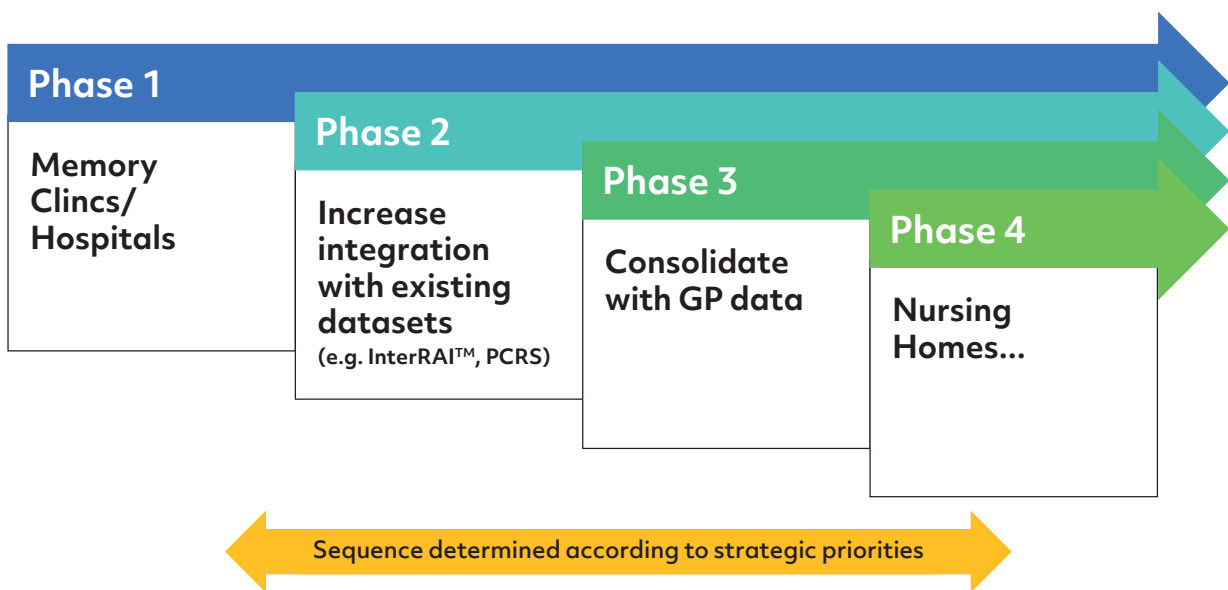 Phase 1
Memory
Clincs/
Hospitals
Phase 2
Increase
integration
with existing
datasets
(e.g. InterRAI™, PCRS)
Phase 3
Consolidate
with GP data
Phase 4
Nursing
Homes...
Sequence determined according to strategic priorities